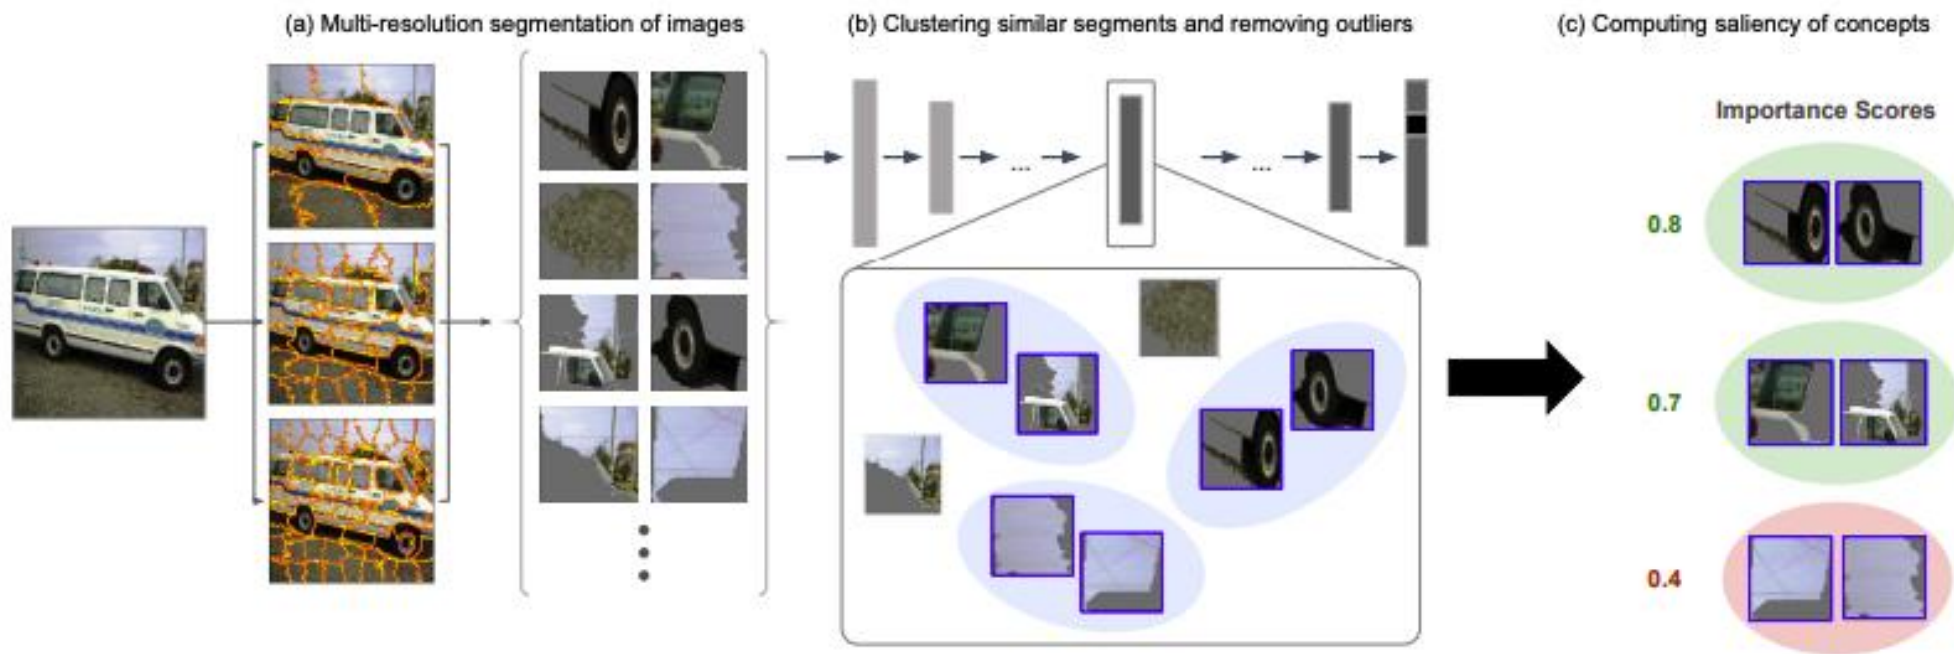 (a) Multi-resolution segmentation of images
(b) Clustering similar segments and removing outliers
(c) Computing saliency of concepts
Importance Scores
...
...
0.8
0.7
0.4